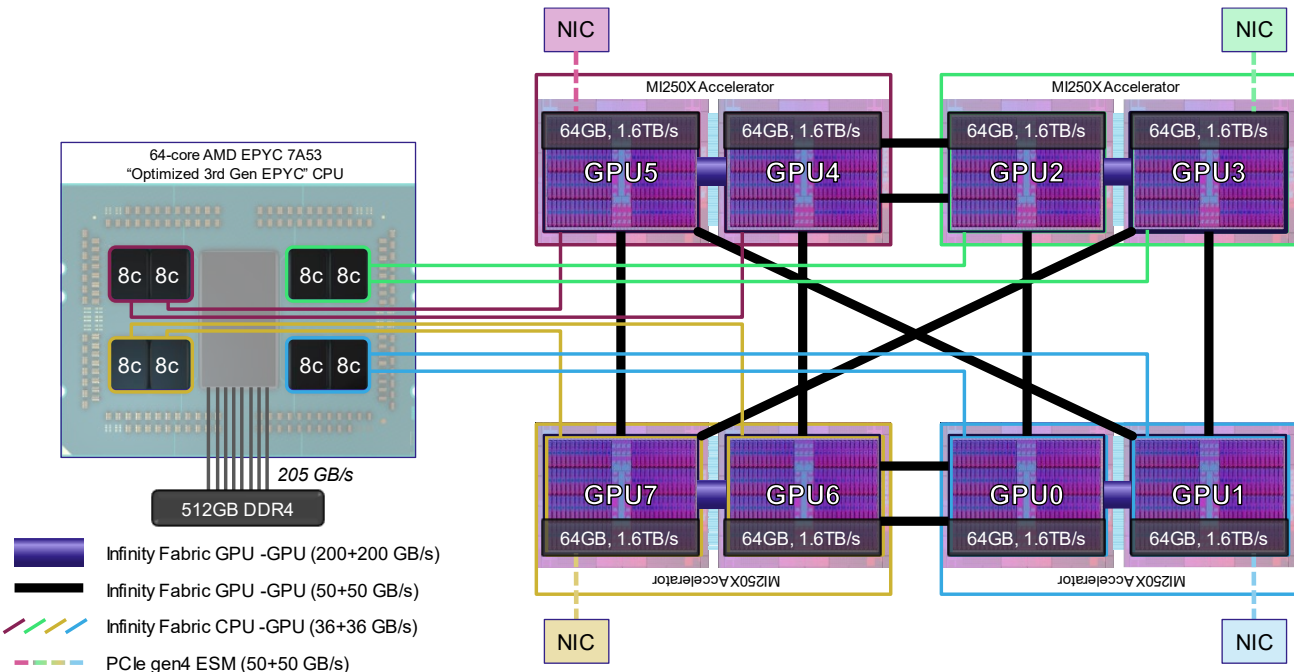 NIC
NIC
MI250X Accelerator
MI250X Accelerator
64GB, 1.6TB/s
64GB, 1.6TB/s
64GB, 1.6TB/s
64GB, 1.6TB/s
GPU5
GPU4
GPU2
GPU3
64-core AMD EPYC 7A53
“Optimized 3rd Gen EPYC” CPU
8c
8c
8c
8c
8c
8c
8c
8c
205 GB/s
512GB DDR4
GPU7
GPU6
GPU0
GPU1
64GB, 1.6TB/s
64GB, 1.6TB/s
64GB, 1.6TB/s
64GB, 1.6TB/s
MI250X Accelerator
MI250X Accelerator
NIC
NIC
Infinity Fabric GPU -GPU (200+200 GB/s)
Infinity Fabric GPU -GPU (50+50 GB/s)
Infinity Fabric CPU -GPU (36+36 GB/s)
PCIe gen4 ESM (50+50 GB/s)